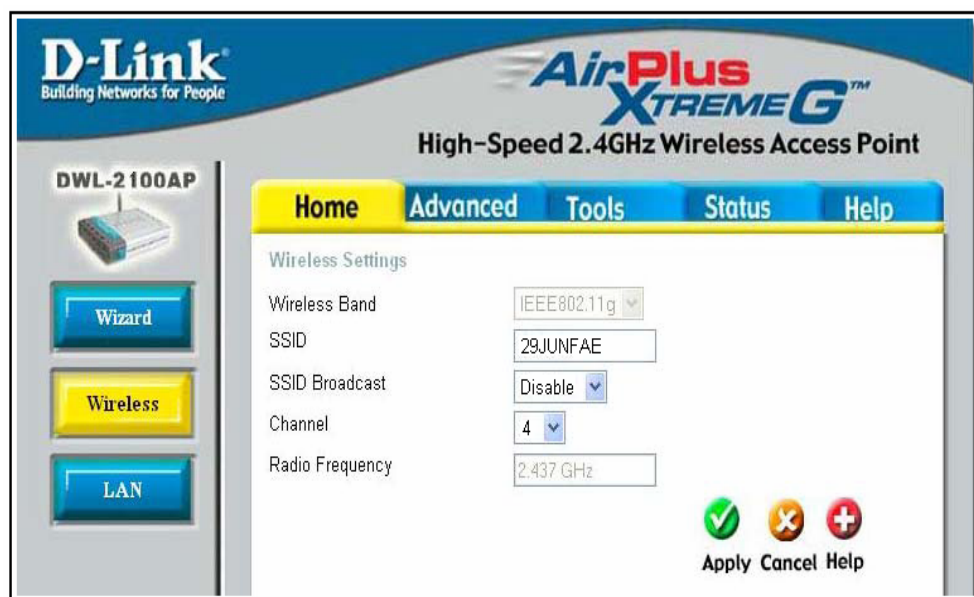 D-Link
Building Networks for People
AirPlus
XTREME G™
High-Speed 2.4GHz Wireless Access Point
DWL-2100AP
Home Advanced Tools Status Help
Wizard
Wireless
LAN
Wireless Settings
Wireless Band IEEE802.11g
SSID 29JUNFAE
SSID Broadcast Disable
Channel 4
Radio Frequency 2.437 GHz
Apply Cancel Help